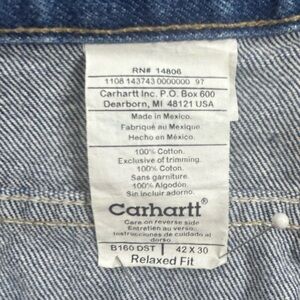 RN# 14806
1108 143743 0000000 97
Carhartt Inc. P.O. Box 600
Dearborn, MI 48121 USA
Made in Mexico.
Fabriqué au Mexique
Hecho en México.
100% Cotton.
Exclusive of trimming.
100% Coton.
Sans garniture.
100% Algodón.
Sin incluir adorno.
Carhartt®
Care on reverse side
Entretien au verso.
Instrucciones de cuidado al
dorso
B160 DST 42 X 30
Relaxed Fit